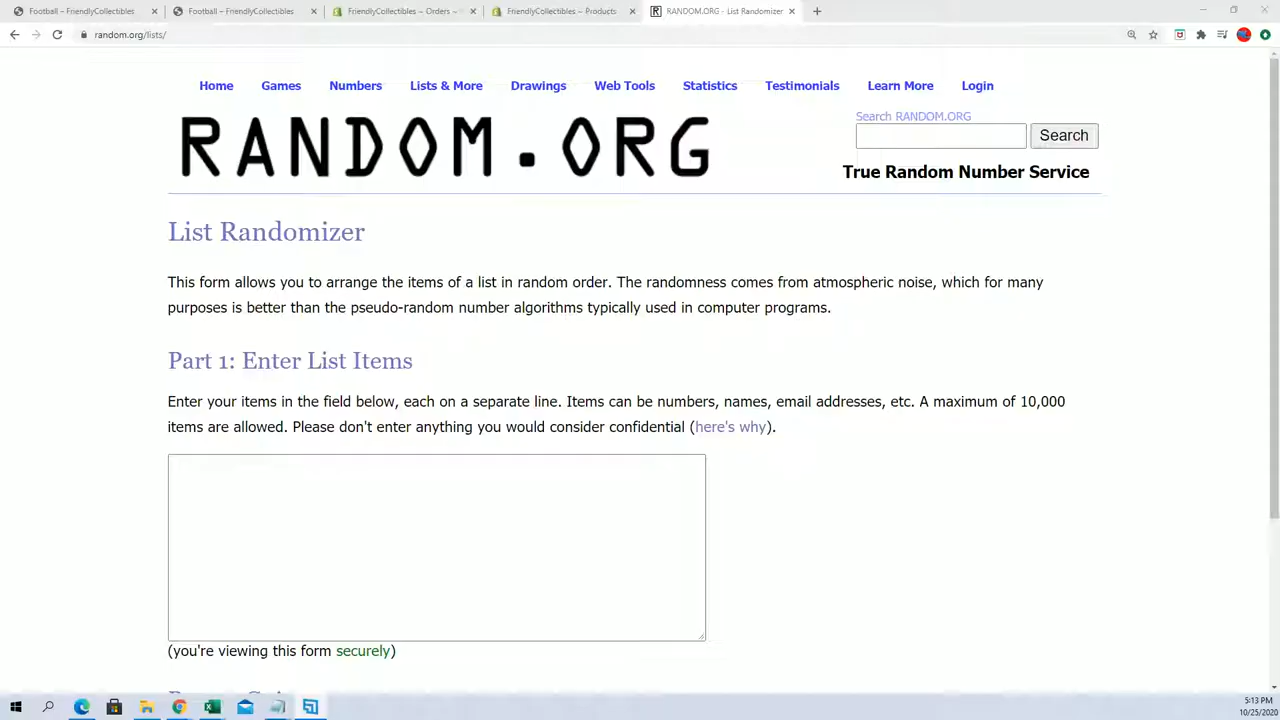 Football – FriendlyCollectibles
Football – FriendlyCollectibles
FriendlyCollectibles – Orders –
FriendlyCollectibles – Products
RANDOM.ORG - List Randomizer
random.org/lists/
Home Games Numbers Lists & More Drawings Web Tools Statistics Testimonials Learn More Login
Search RANDOM.ORG
RANDOM.ORG
Search
True Random Number Service
List Randomizer
This form allows you to arrange the items of a list in random order. The randomness comes from atmospheric noise, which for many
purposes is better than the pseudo-random number algorithms typically used in computer programs.
Part 1: Enter List Items
Enter your items in the field below, each on a separate line. Items can be numbers, names, email addresses, etc. A maximum of 10,000
items are allowed. Please don't enter anything you would consider confidential (here's why).
(you're viewing this form securely)
5:13 PM
10/25/2020